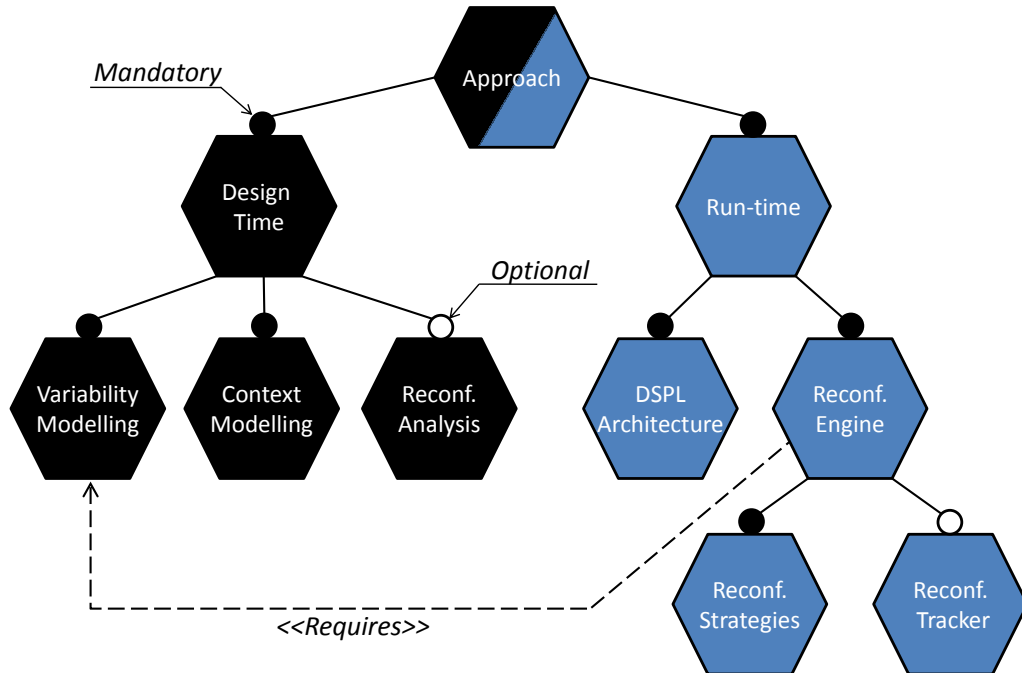 Approach
Mandatory
Design
Time
Run-time
Optional
Variability
Modelling
Context
Modelling
Reconf.
Analysis
DSPL
Architecture
Reconf.
Engine
Reconf.
Strategies
Reconf.
Tracker
<<Requires>>